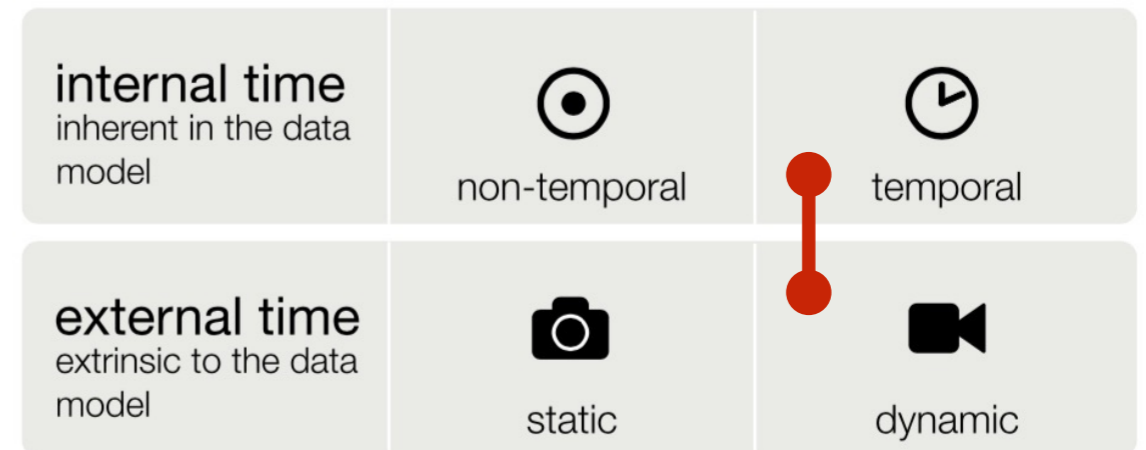 internal time
inherent in the data
model
non-temporal
temporal
external time
extrinsic to the data
model
static
dynamic